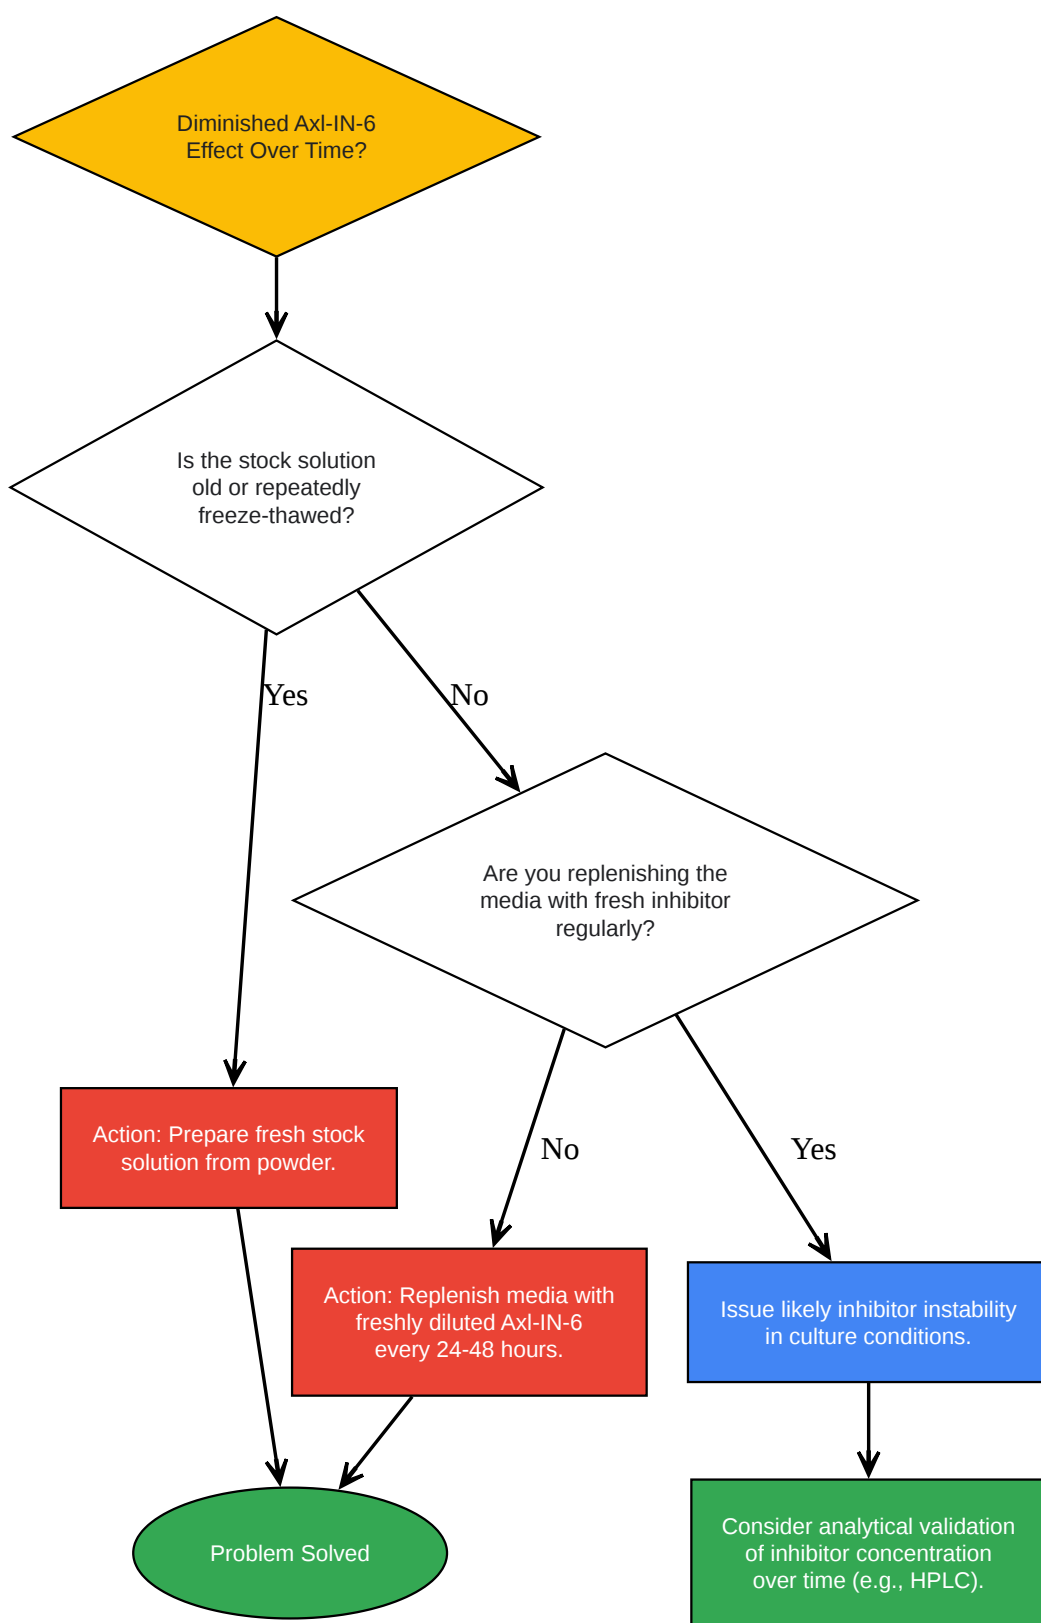 Diminished Axl-IN-6
Effect Over Time?
Is the stock solution
old or repeatedly
freeze-thawed?
Yes
No
Are you replenishing the
media with fresh inhibitor
regularly?
Action: Prepare fresh stock
solution from powder.
No
Yes
Action: Replenish media with
freshly diluted Axl-IN-6
every 24-48 hours.
Issue likely inhibitor instability
in culture conditions.
Problem Solved
Consider analytical validation
of inhibitor concentration
over time (e.g., HPLC).